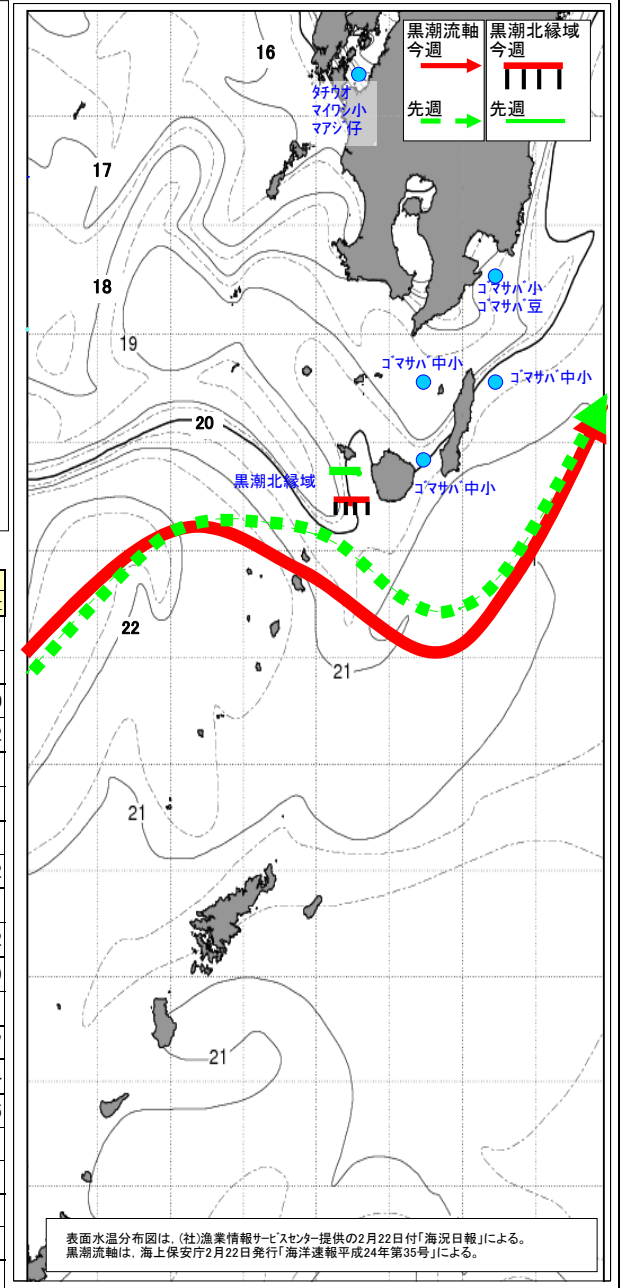 黒潮流軸
今週
先週
黒潮北縁域
今週
先週
16
タチウオ
マイワシ小
マアジ仔
17
18
ゴマサバ小
ゴマサバ豆
19
ゴマサバ中小
ゴマサバ中小
20
黒潮北縁域
ゴマサバ中小
22
21
21
21
表面水温分布図は、(社)漁業情報サービスセンター提供の2月22日付「海況日報」による。
黒潮流軸は、海上保安庁2月22日発行「海洋速報平成24年第35号」による。